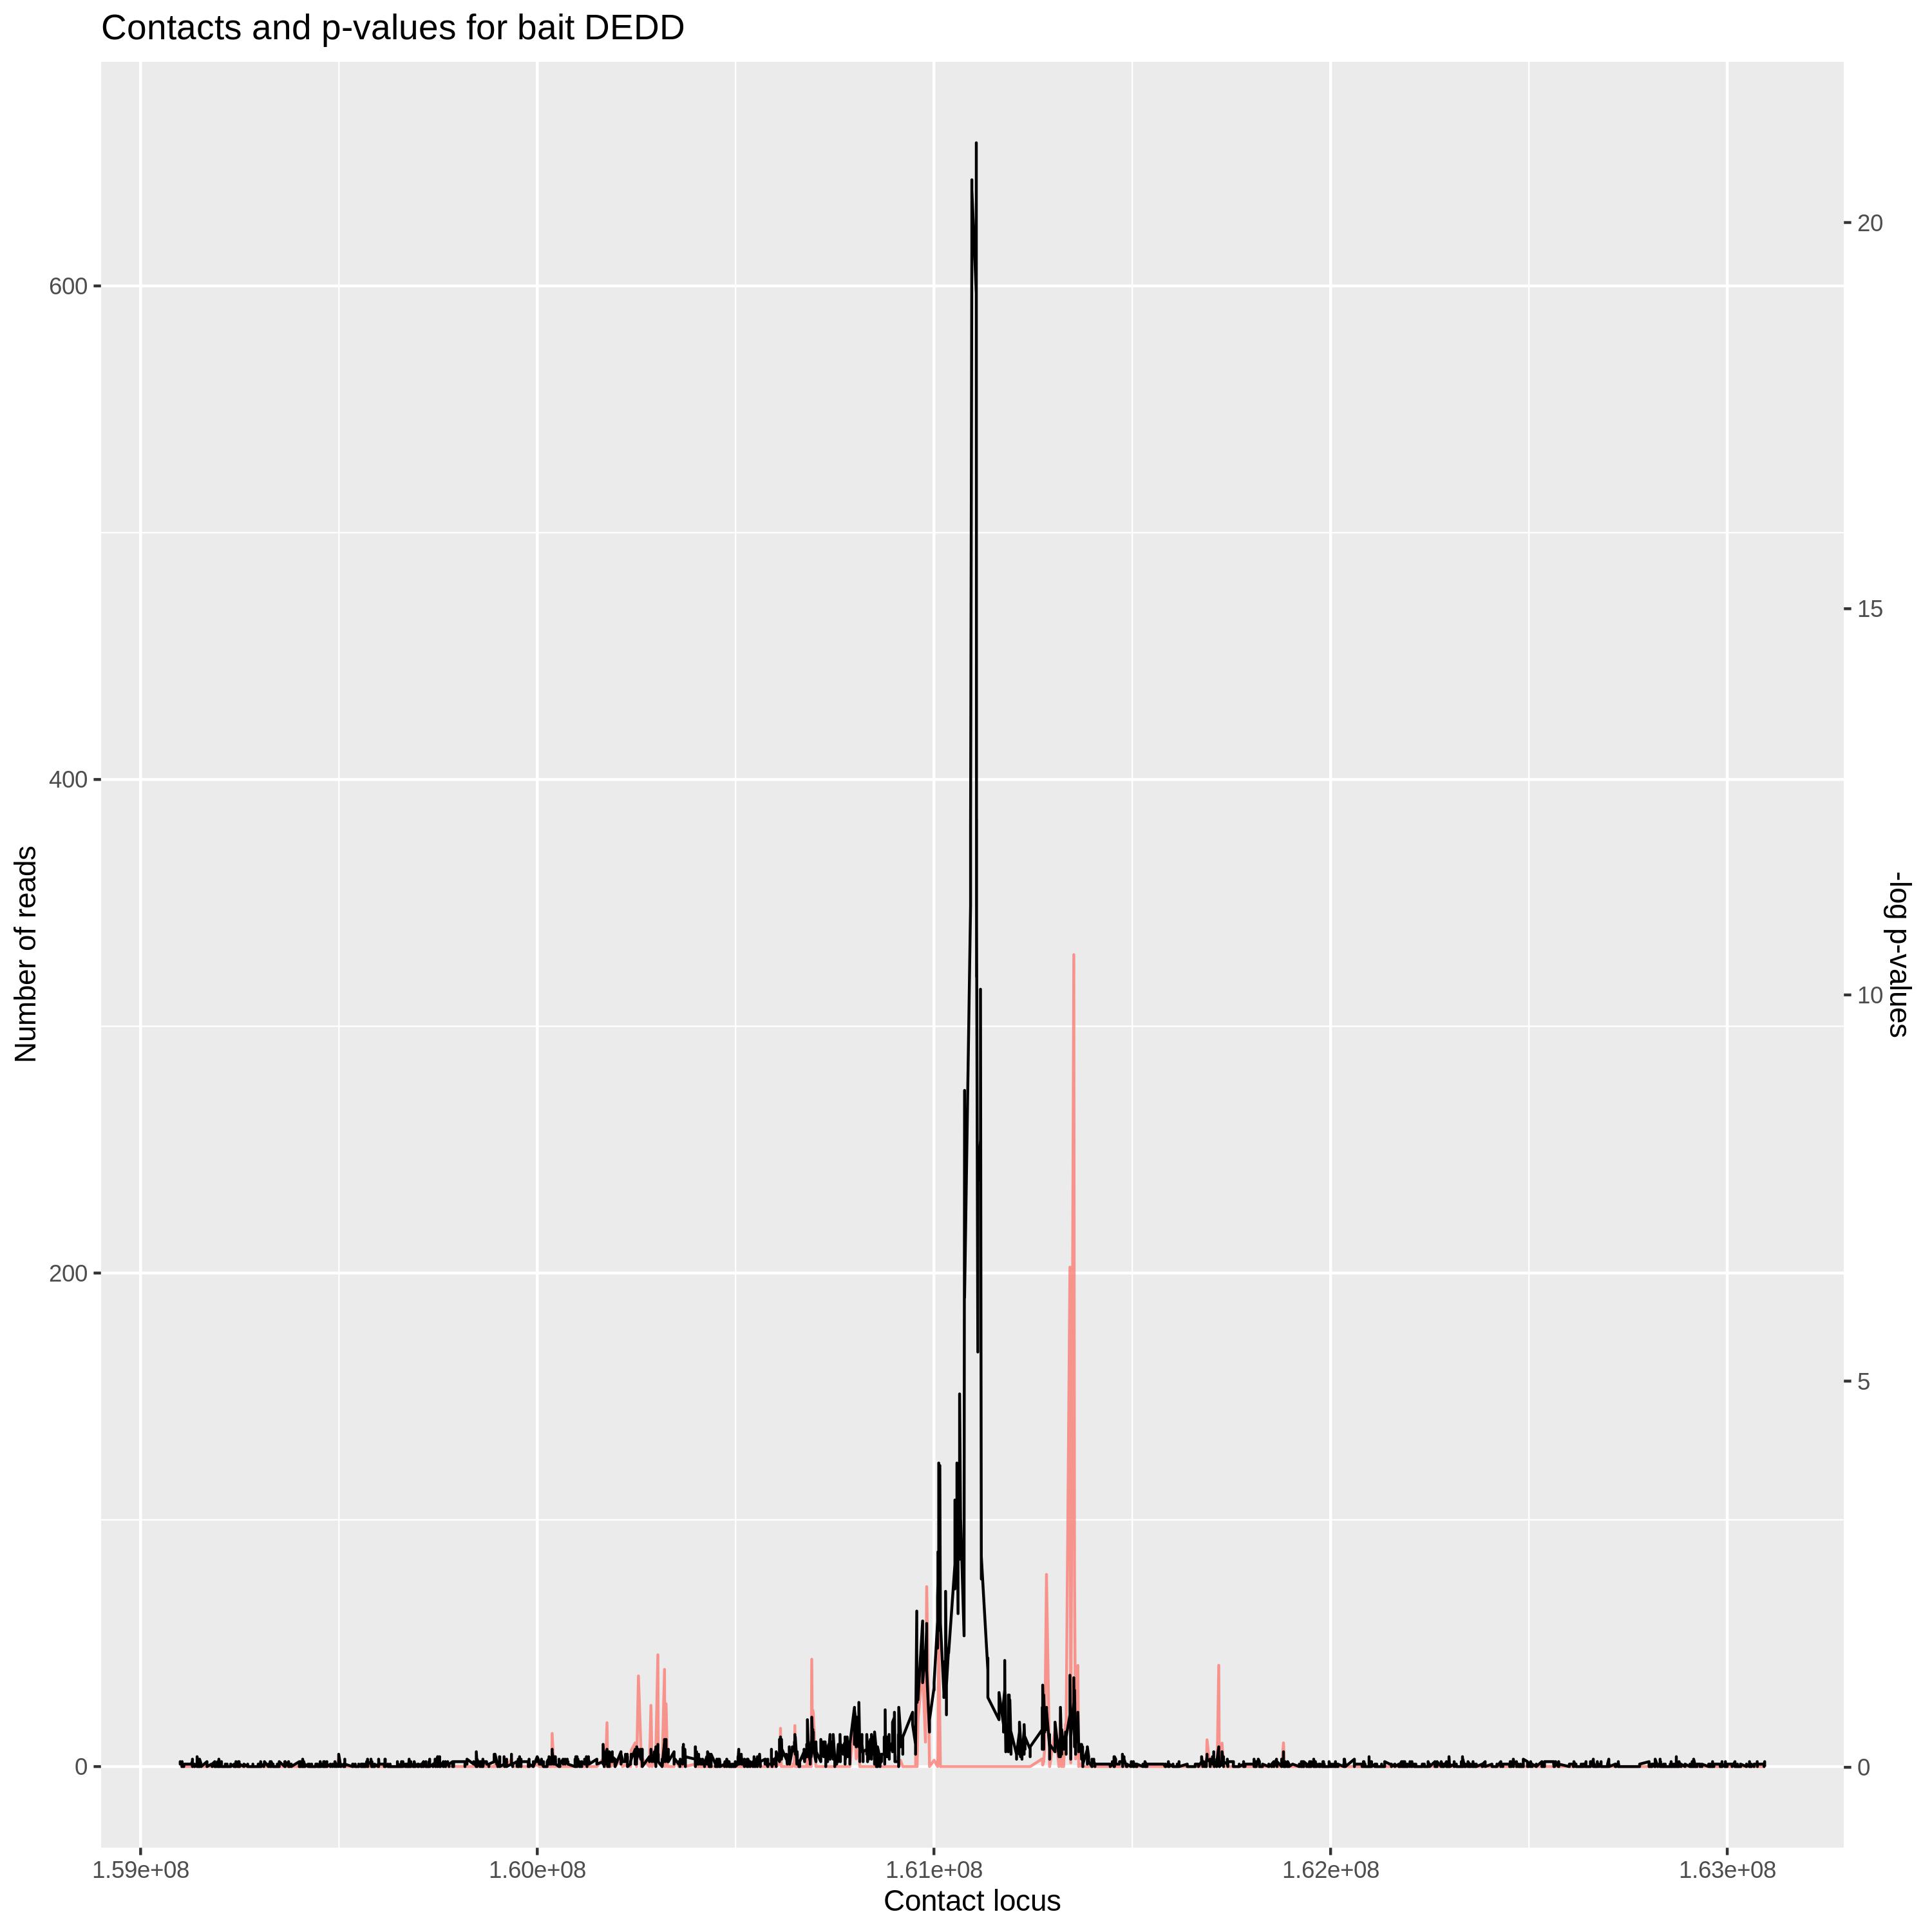 Contacts and p-values for bait DEDD
Number of reads
600
400
200
0
20
15
10
5
0
-log p-values
1.59e+08
1.60e+08
1.61e+08
1.62e+08
1.63e+08
Contact locus